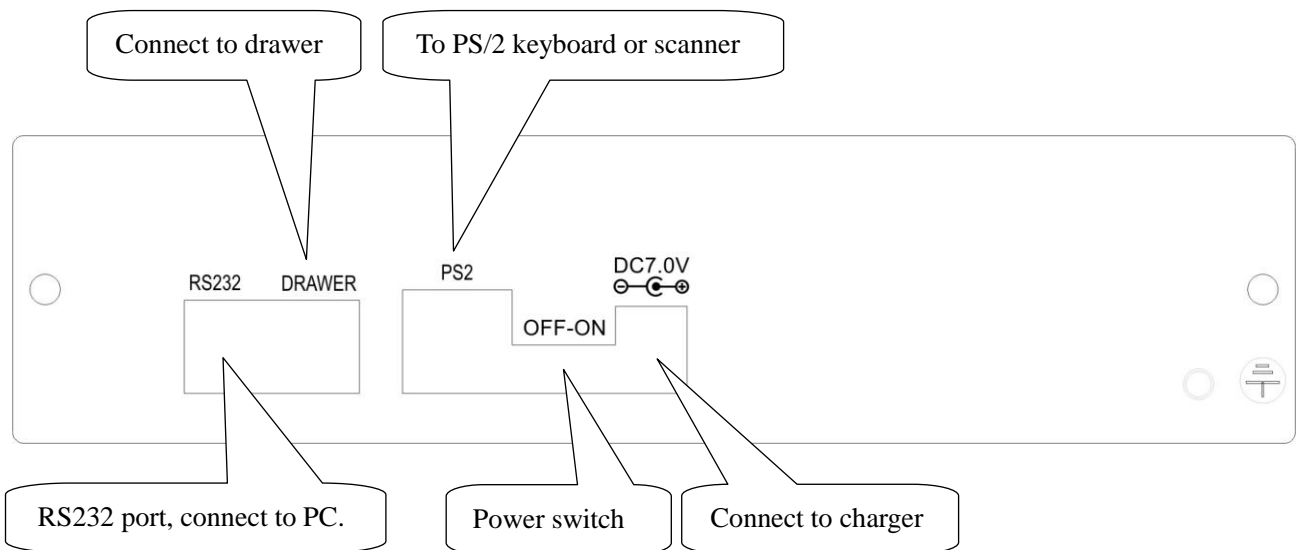 Connect to drawer
To PS/2 keyboard or scanner
RS232 DRAWER
PS2
DC7.0V
OFF-ON
RS232 port, connect to PC.
Power switch
Connect to charger